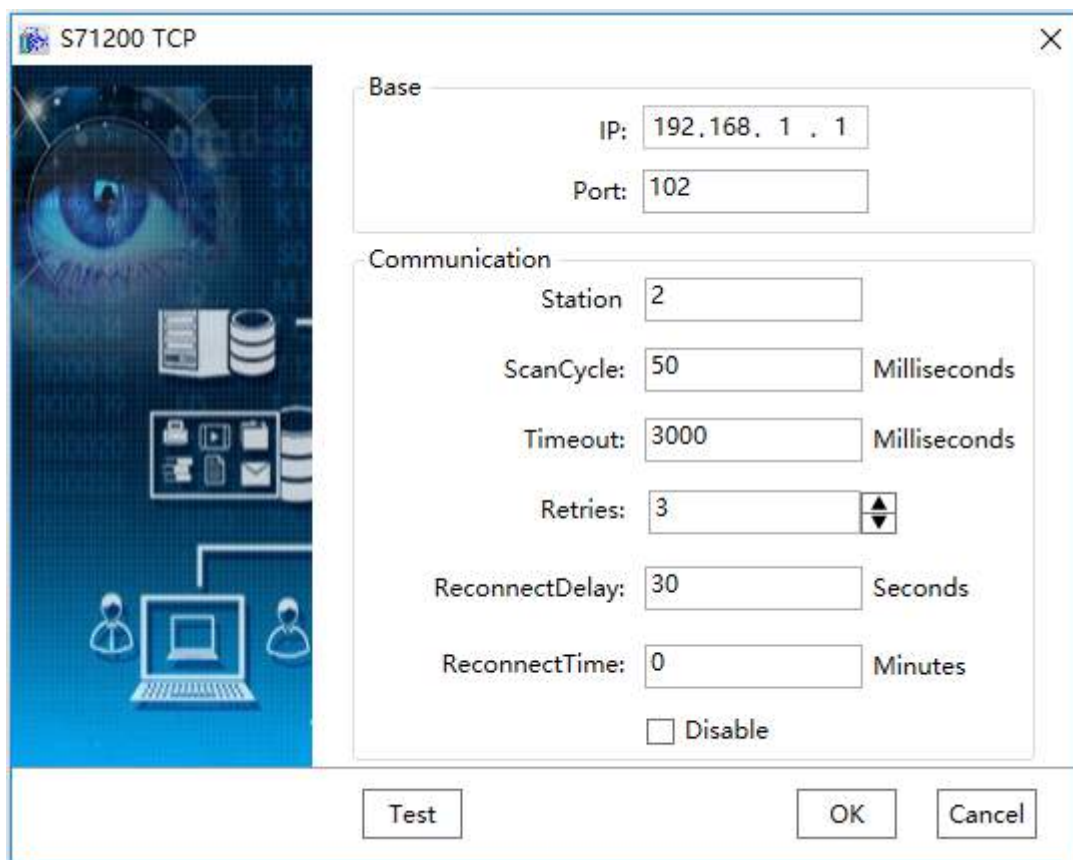 S71200 TCP
Base
IP: 192.168. 1 . 1
Port: 102
Communication
Station 2
ScanCycle: 50 Milliseconds
Timeout: 3000 Milliseconds
Retries: 3
ReconnectDelay: 30 Seconds
ReconnectTime: 0 Minutes
Disable
Test OK Cancel